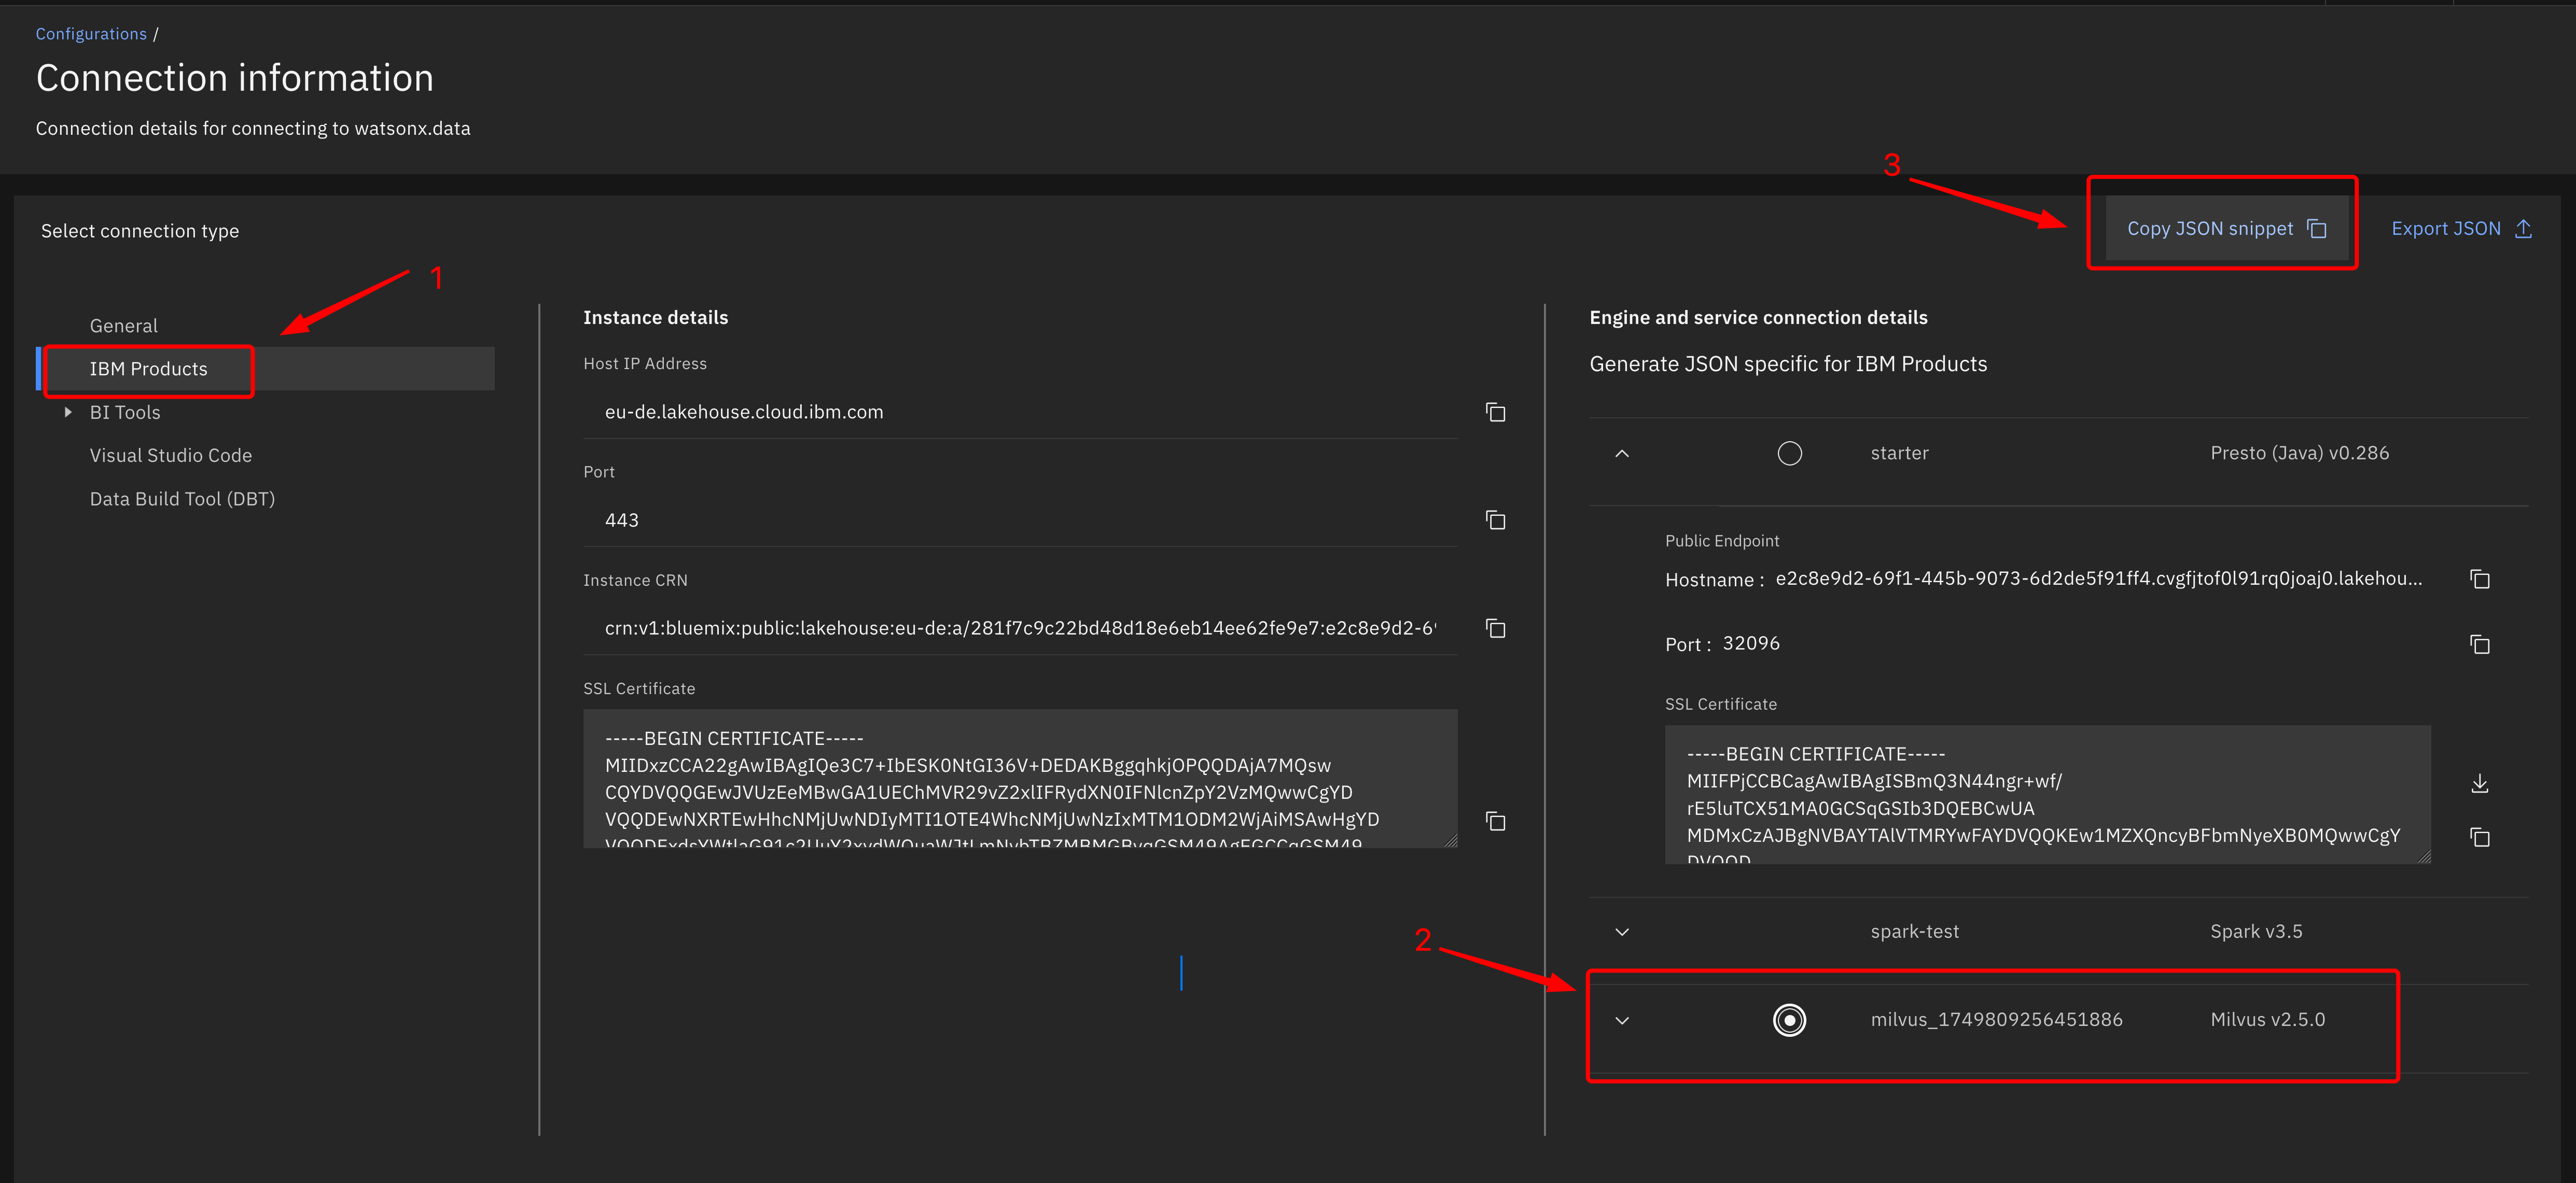 Configurations /
Connection information
Connection details for connecting to watsonx.data
3
Select connection type
Copy JSON snippet
Export JSON
1
General
IBM Products
BI Tools
Visual Studio Code
Data Build Tool (DBT)
Instance details
Host IP Address
eu-de.lakehouse.cloud.ibm.com
Port
443
Instance CRN
crn:v1:bluemix:public:lakehouse:eu-de:a/281f7c9c22bd48d18e6eb14ee62fe9e7:e2c8e9d2-69
SSL Certificate
-----BEGIN CERTIFICATE-----
MIIDxzCCA22gAwIBAgIQe3C7+IbESK0NtGI36V+DEDAKBggqhkjOPQQDAjA7MQsw
CQYDVQQGEwJVUzEeMBwGA1UEChMVR29vZ2xlIFRydXN0IFNlcnZpY2VzMQwwCgYD
VQQDEwNXRTEwHhcNMjUwNDIyMTI1OTE4WhcNMjUwNzIxMTM1ODM2WjAiMSAwHgYD
Engine and service connection details
Generate JSON specific for IBM Products
starter
Presto (Java) v0.286
Public Endpoint
Hostname : e2c8e9d2-69f1-445b-9073-6d2de5f91ff4.cvgfjtof0l91rq0joaj0.lakehou...
Port : 32096
SSL Certificate
-----BEGIN CERTIFICATE-----
MIIFPjCCBCagAwIBAgISBmQ3N44ngr+wf/
rE5luTCX51MA0GCSqGSIb3DQEBCwUA
MDMxCzAJBgNVBAYTAlVTMRYwFAYDVQQKEw1MZXQncyBFbmNyeXB0MQwwCgY
DVQQD
spark-test
Spark v3.5
2
milvus_1749809256451886
Milvus v2.5.0